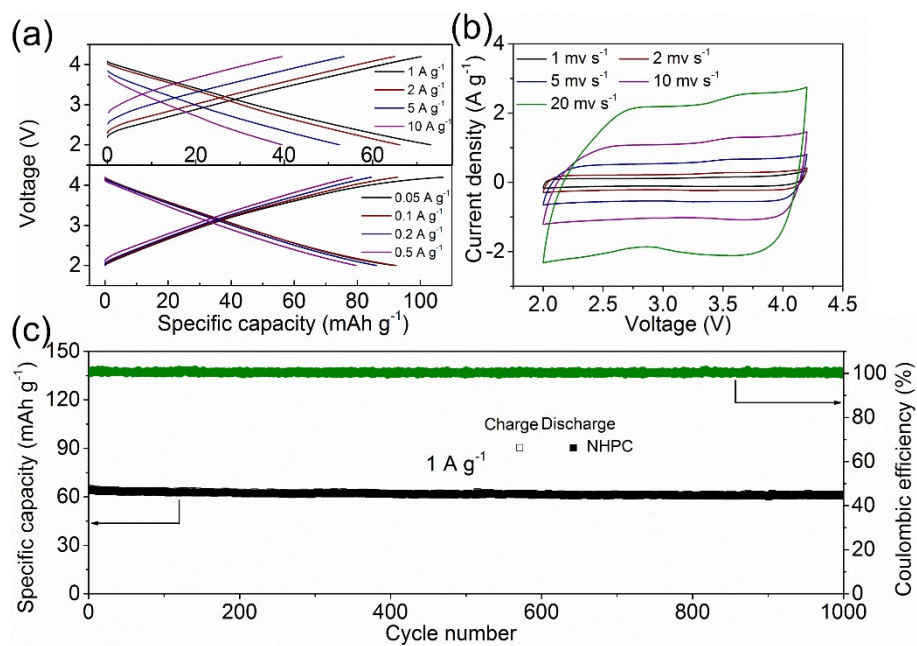 (a)
Voltage (V)
4
3
2
1 A g-1
2 A g-1
5 A g-1
10 A g-1
0 20 40 60 80
4
3
2
0.05 A g-1
0.1 A g-1
0.2 A g-1
0.5 A g-1
0 20 40 60 80 100
Specific capacity (mAh g-1)
(b)
Current density (A g-1)
4
2
0
-2
1 mv s-1 2 mv s-1
5 mv s-1 10 mv s-1
20 mv s-1
2.0 2.5 3.0 3.5 4.0 4.5
Voltage (V)
(c)
Specific capacity (mAh g-1)
150
120
90
60
30
0
Charge Discharge
NHPC
1 A g-1
100
80
60
40
20
0
Coulombic efficiency (%)
0 200 400 600 800 1000
Cycle number